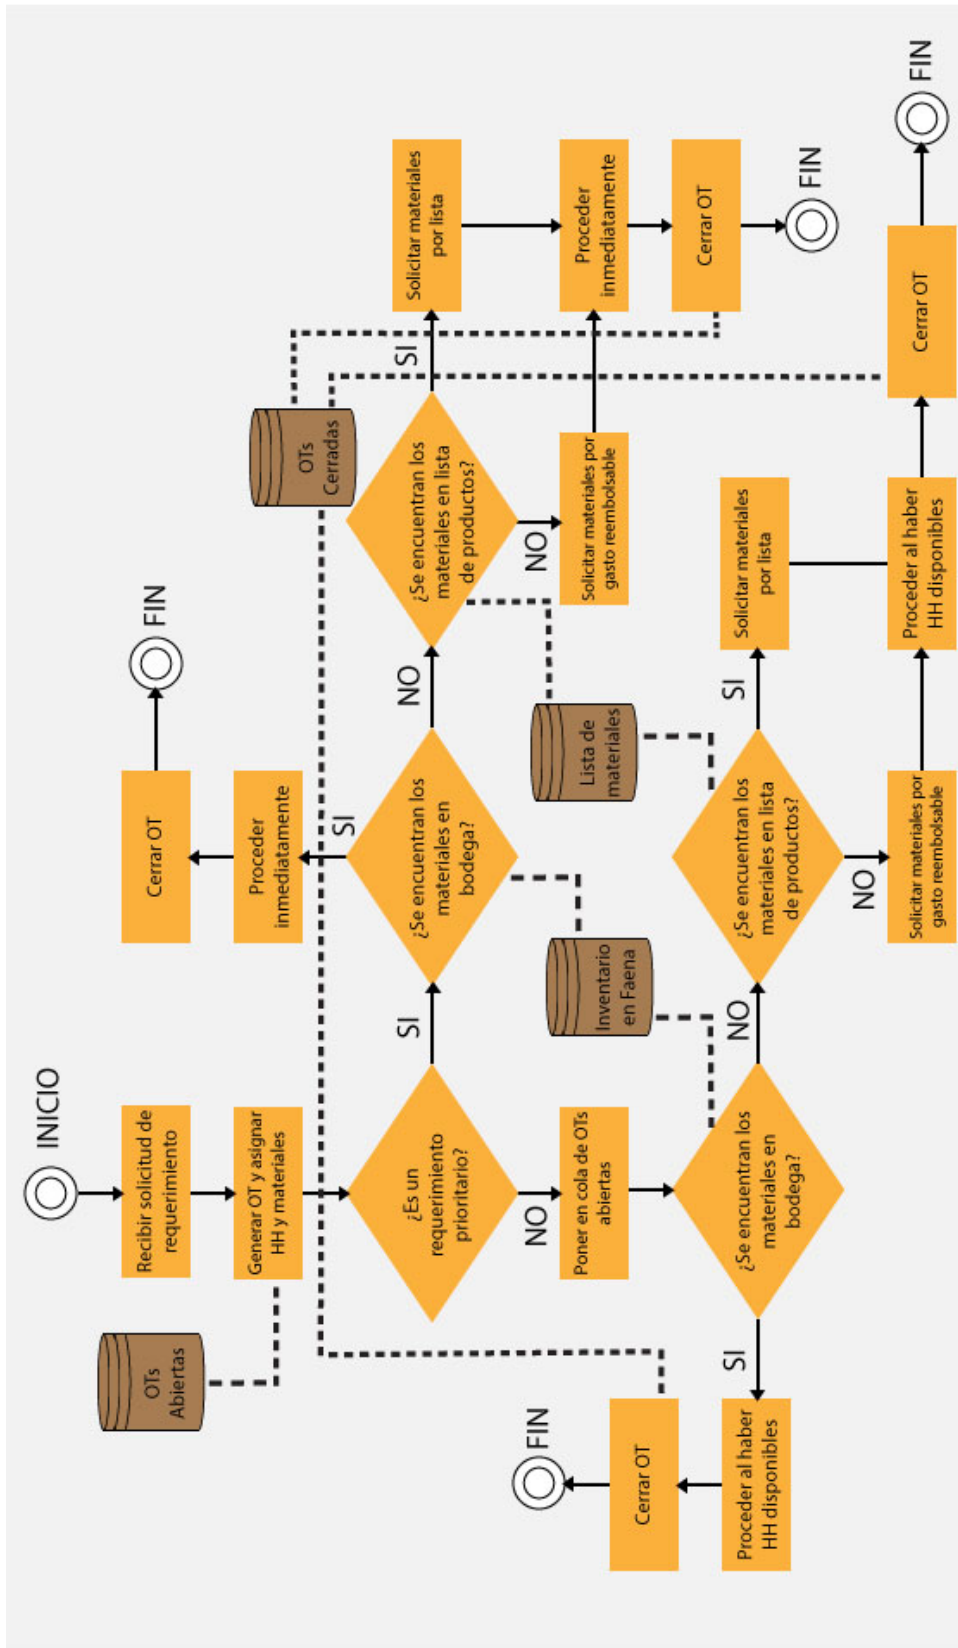 INICIO
Recibir solicitud de
requerimiento
Generar OT y asignar
HH y materiales
OTs
Abiertas
¿Es un
requerimiento
prioritario?
SI
NO
¿Se encuentran los
materiales en
bodega?
SI
Proceder
inmediatamente
Cerrar OT
FIN
NO
¿Se encuentran los
materiales en lista
de productos?
SI
Solicitar materiales
por lista
NO
Solicitar materiales por
gasto reembolsable
Proceder
inmediatamente
Cerrar OT
FIN
OTs
Cerradas
Lista de
materiales
Inventario
en Faena
Poner en cola de OTs
abiertas
¿Se encuentran los
materiales en
bodega?
SI
Proceder al haber
HH disponibles
Cerrar OT
FIN
NO
¿Se encuentran los
materiales en lista
de productos?
SI
Solicitar materiales
por lista
NO
Solicitar materiales por
gasto reembolsable
Proceder al haber
HH disponibles
Cerrar OT
FIN